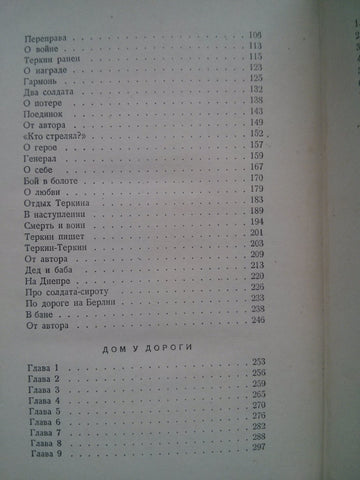 Переправа . . . 106
О войне . . . 113
Теркин ранен . . . 115
О награде . . . 123
Гармонь . . . 125
Два солдата . . . 132
О потере . . . 138
Поединок . . . 143
От автора . . . 149
«Кто стрелял?» . . . 152
О герое . . . 157
Генерал . . . 159
О себе . . . 167
Бой в болоте . . . 170
О любви . . . 179
Отдых Теркина . . . 183
В наступлении . . . 189
Смерть и воин . . . 194
Теркин пишет . . . 201
Теркин-Теркин . . . 203
От автора . . . 209
Дед и баба . . . 213
На Днепре . . . 220
Про солдата-сироту . . . 226
По дороге на Берлин . . . 233
В бане . . . 238
От автора . . . 246
ДОМ У ДОРОГИ
Глава 1 . . . 253
Глава 2 . . . 256
Глава 3 . . . 259
Глава 4 . . . 265
Глава 5 . . . 270
Глава 6 . . . 276
Глава 7 . . . 282
Глава 8 . . . 288
Глава 9 . . . 297